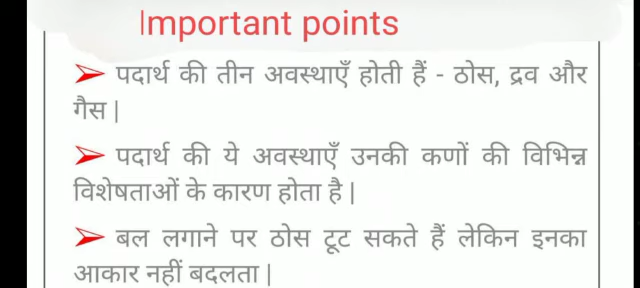 Important points
➢ पदार्थ की तीन अवस्थाएँ होती हैं - ठोस, द्रव और
गैस |
➢ पदार्थ की ये अवस्थाएँ उनकी कणों की विभिन्न
विशेषताओं के कारण होता है |
➢ बल लगाने पर ठोस टूट सकते हैं लेकिन इनका
आकार नहीं बदलता |